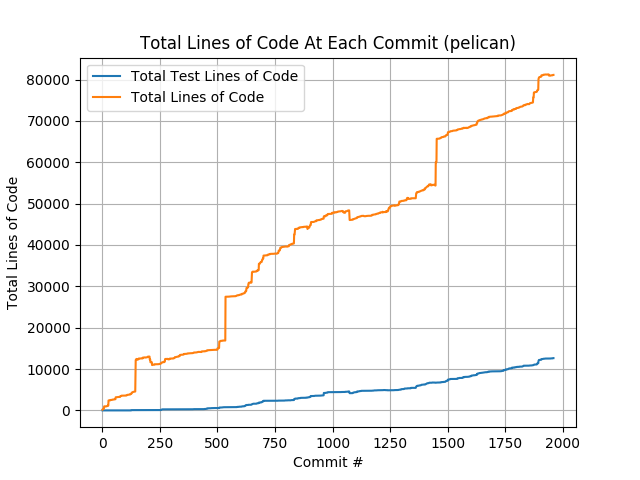 Total Lines of Code At Each Commit (pelican)
Total Test Lines of Code
Total Lines of Code
80000
70000
60000
50000
40000
30000
20000
10000
0
Total Lines of Code
0 250 500 750 1000 1250 1500 1750 2000
Commit #